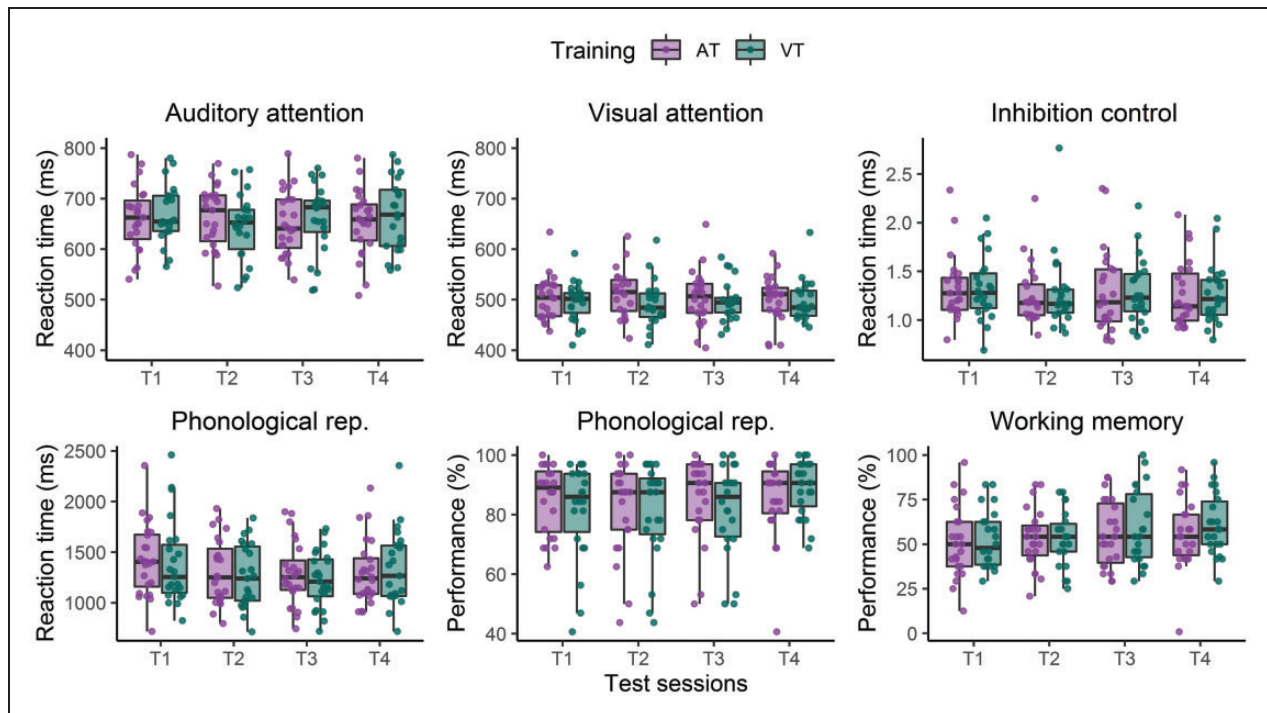 Training AT VT
Auditory attention
Visual attention
Inhibition control
Reaction time (ms)
800
700
600
500
400
T1 T2 T3 T4
Reaction time (ms)
800
700
600
500
400
T1 T2 T3 T4
Reaction time (ms)
2.5
2.0
1.5
1.0
T1 T2 T3 T4
Phonological rep.
Phonological rep.
Working memory
Reaction time (ms)
2500
2000
1500
1000
T1 T2 T3 T4
Performance (%)
100
80
60
40
T1 T2 T3 T4
Performance (%)
100
75
50
25
0
T1 T2 T3 T4
Test sessions